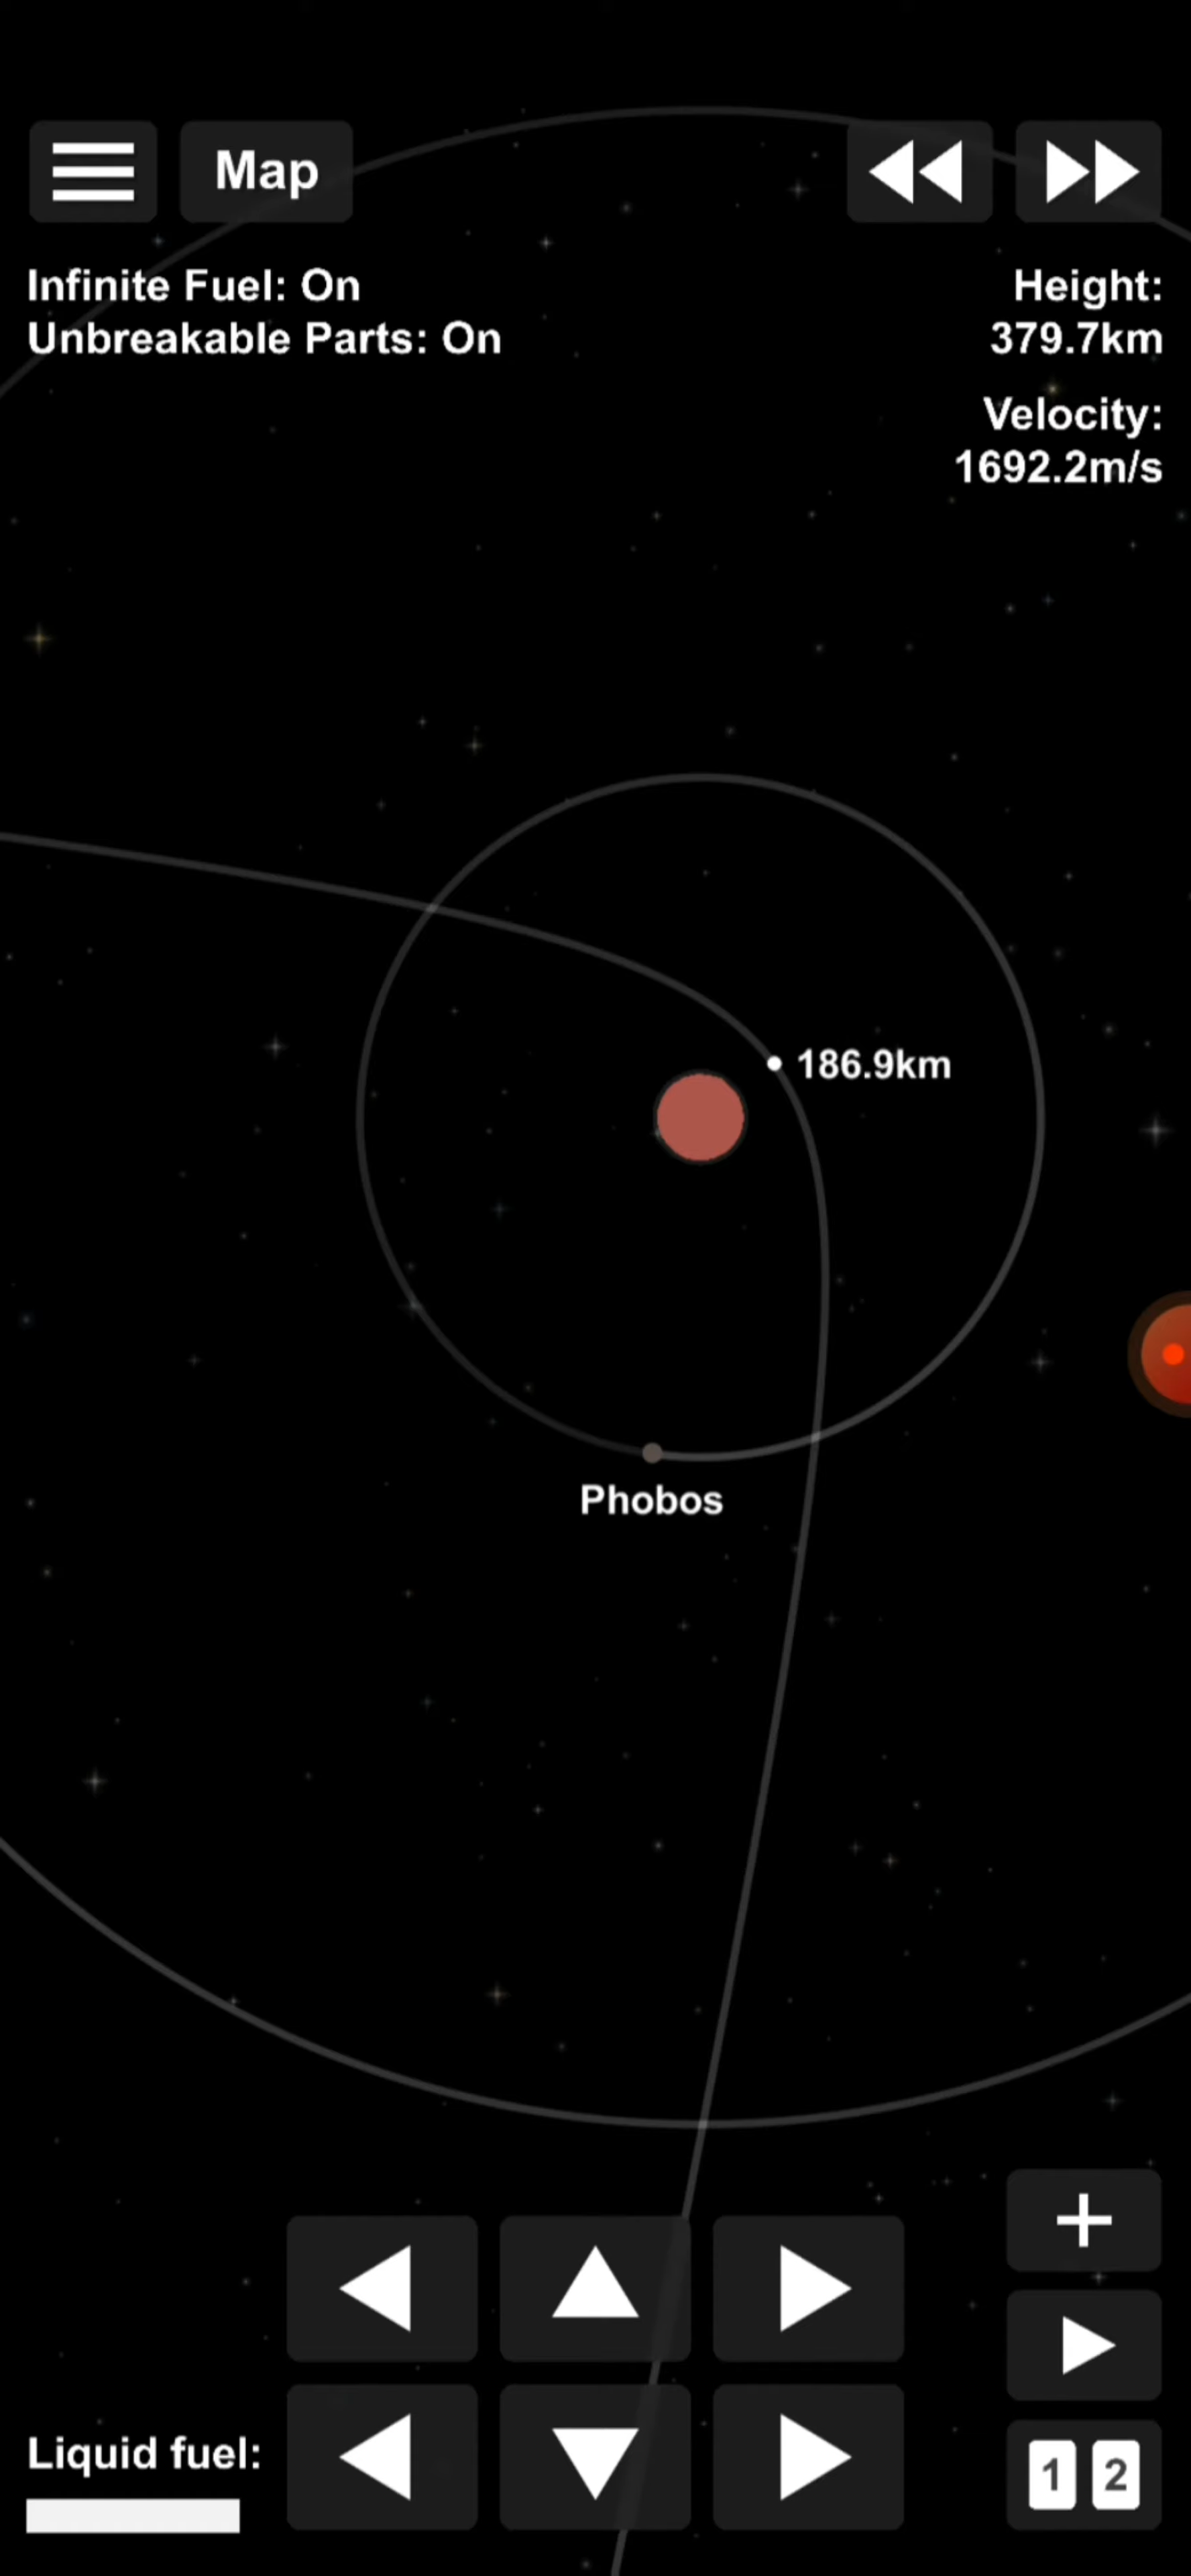 Map
Infinite Fuel: On
Unbreakable Parts: On
Height:
379.7km
Velocity:
1692.2m/s
186.9km
Phobos
Liquid fuel:
1 2